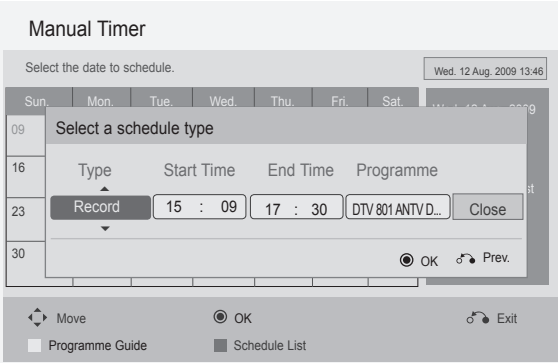 Manual Timer
Select the date to schedule.
Wed. 12 Aug. 2009 13:46
Sun. Mon. Tue. Wed. Thu. Fri. Sat.
09
Select a schedule type
16
Type Start Time End Time Programme
23
Record 15 : 09 17 : 30 DTV 801 ANTV D... Close
30
OK Prev.
Move OK Exit
Programme Guide Schedule List